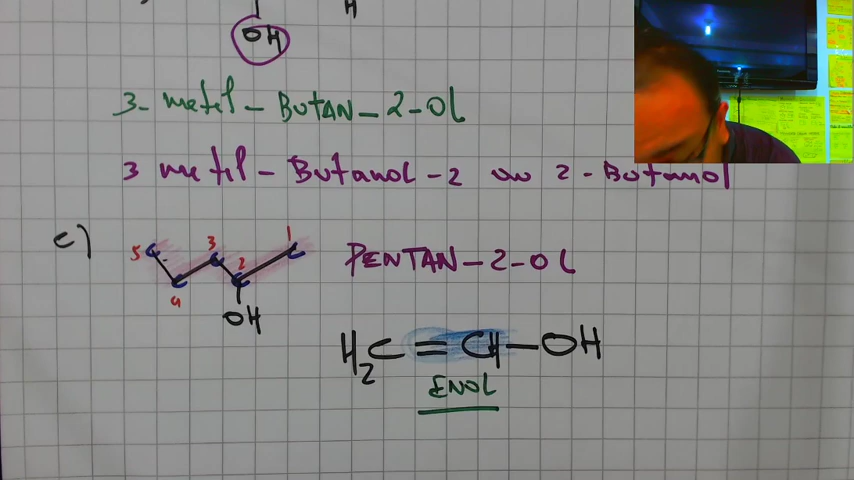 H
OH
3-metil-BUTAN-2-OL
3 metil-Butanol-2 ou 2-Butanol
c)
5 4 3 2 1
OH
PENTAN-2-OL
H2C=CH-OH
ENOL